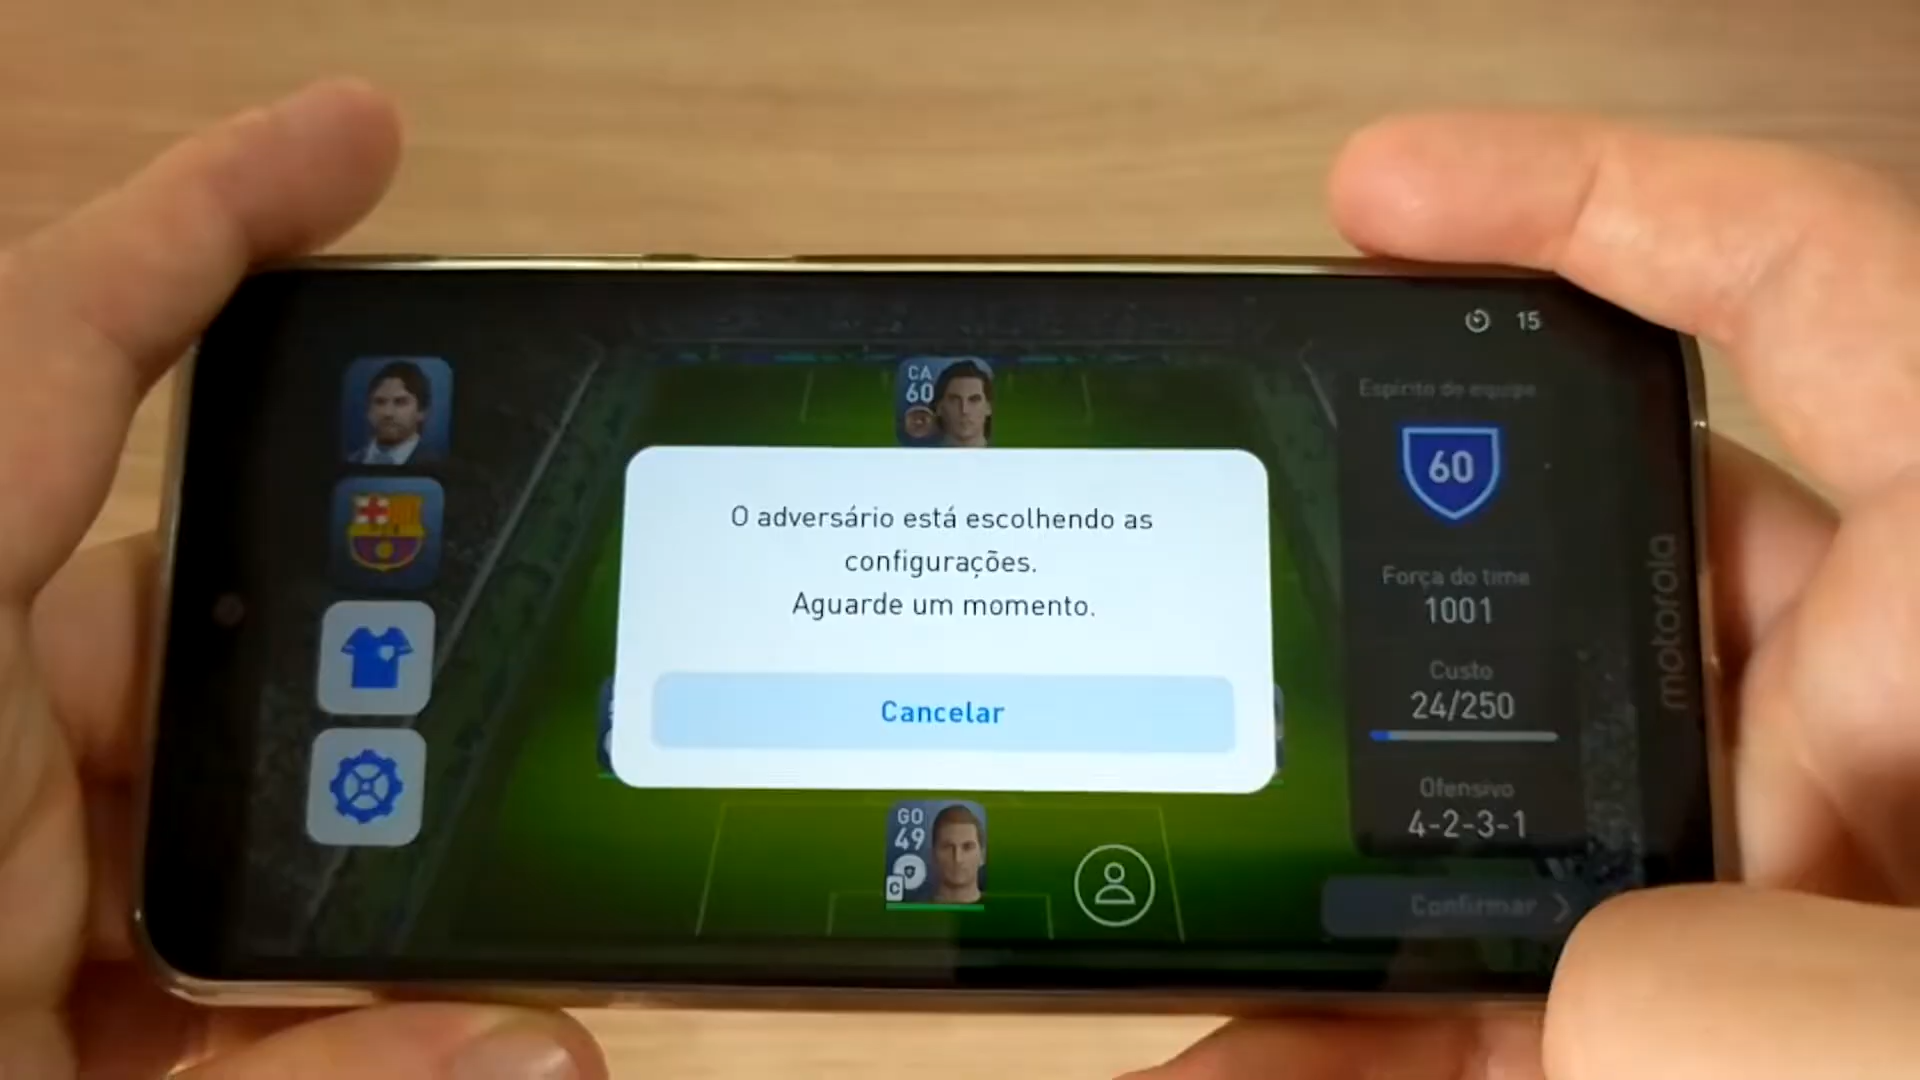 15
CA
60
Espírito de equipe
60
O adversário está escolhendo as
configurações.
Aguarde um momento.
Força do time
1001
Custo
24/250
Cancelar
Ofensivo
4-2-3-1
GO
49
C
Confirmar
motorola